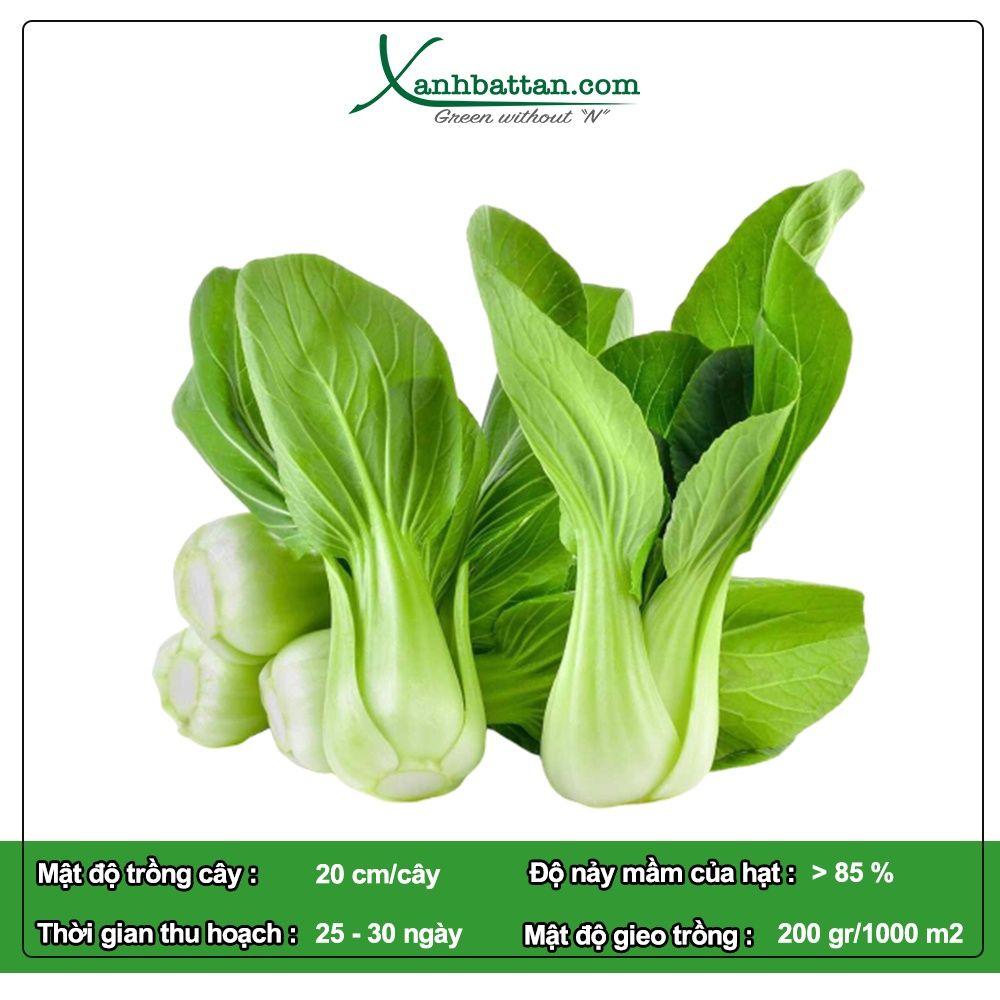 Xanhbattan.com
Green without "N"
Mật độ trồng cây : 20 cm/cây
Độ nảy mầm của hạt : > 85 %
Thời gian thu hoạch : 25 - 30 ngày
Mật độ gieo trồng : 200 gr/1000 m2